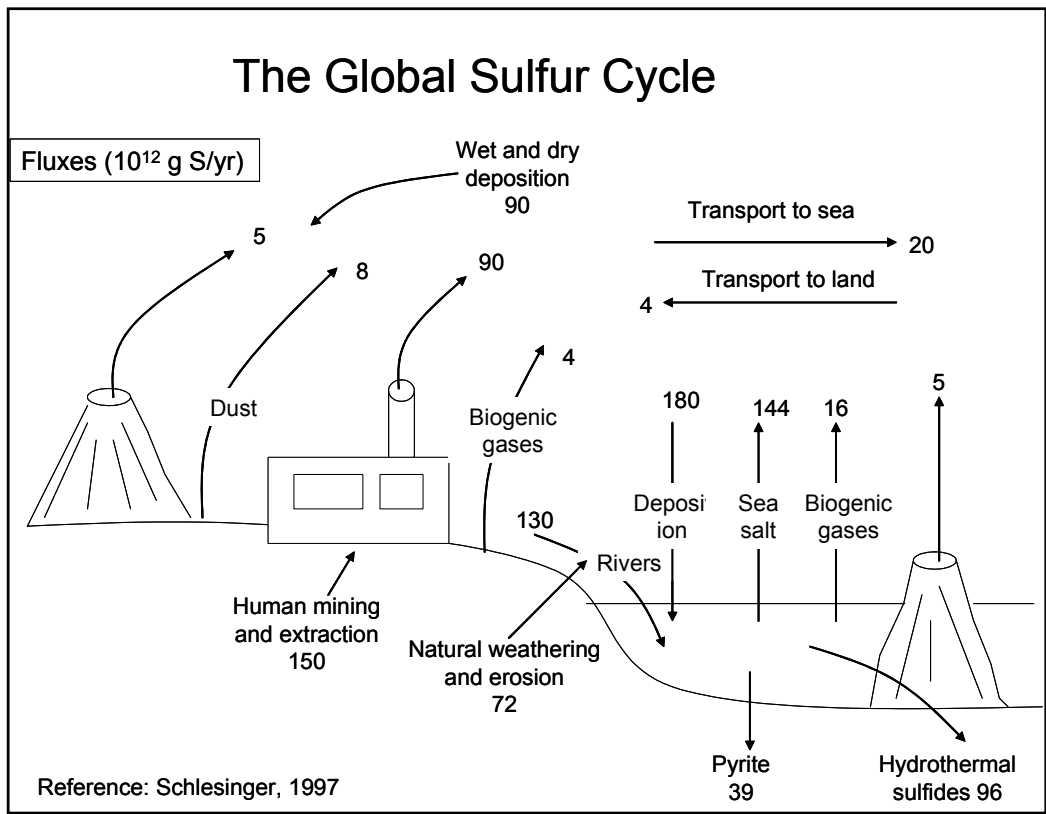 The Global Sulfur Cycle
Fluxes (10¹² g S/yr)
Wet and dry
deposition
90
Transport to sea
20
Transport to land
4
5
8
90
4
Dust
Biogenic
gases
180
144
16
5
Deposi
ion
Sea
salt
Biogenic
gases
130
Rivers
Human mining
and extraction
150
Natural weathering
and erosion
72
Pyrite
39
Hydrothermal
sulfides 96
Reference: Schlesinger, 1997